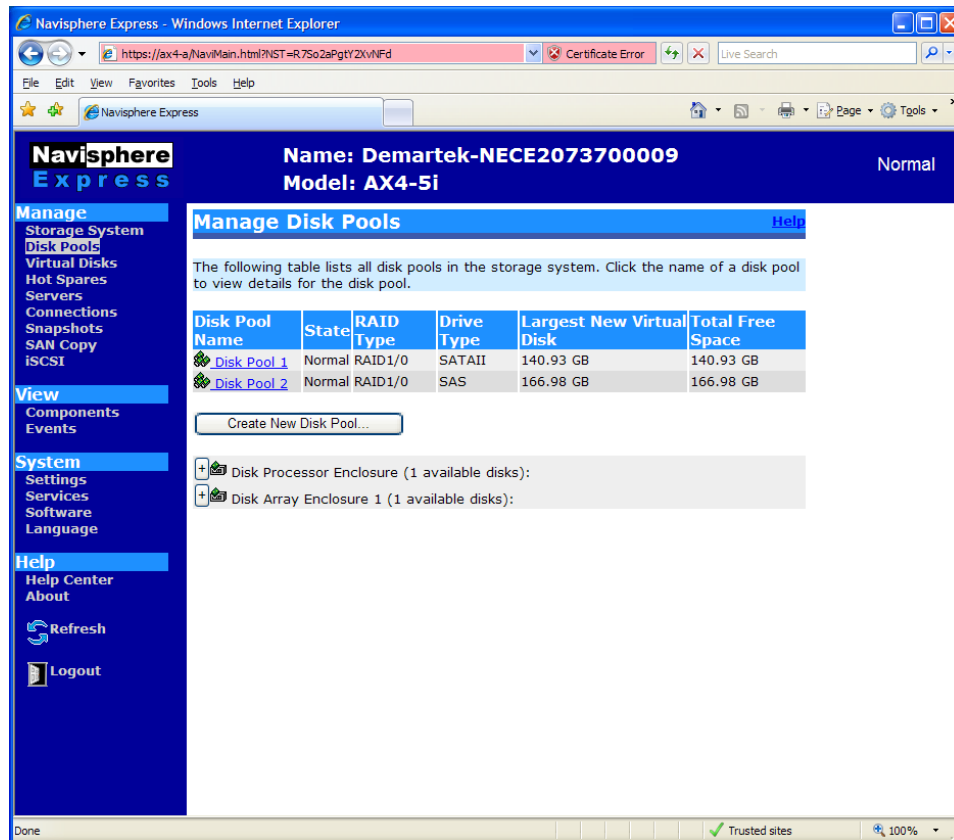 Navisphere Express - Windows Internet Explorer
https://ax4-a/NaviMain.html?NST=R7So2aPgtY2XvNFd
Certificate Error
Live Search
File Edit View Favorites Tools Help
Navisphere Express
Page Tools
Navisphere
Express
Name: Demartek-NECE2073700009
Model: AX4-5i
Normal
Manage
Storage System
Disk Pools
Virtual Disks
Hot Spares
Servers
Connections
Snapshots
SAN Copy
iSCSI
View
Components
Events
System
Settings
Services
Software
Language
Help
Help Center
About
Refresh
Logout
Manage Disk Pools Help
The following table lists all disk pools in the storage system. Click the name of a disk pool
to view details for the disk pool.
Disk Pool Name State RAID Type Drive Type Largest New Virtual Disk Total Free Space
Disk Pool 1 Normal RAID1/0 SATAII 140.93 GB 140.93 GB
Disk Pool 2 Normal RAID1/0 SAS 166.98 GB 166.98 GB
Create New Disk Pool...
Disk Processor Enclosure (1 available disks):
Disk Array Enclosure 1 (1 available disks):
Done
Trusted sites
100%